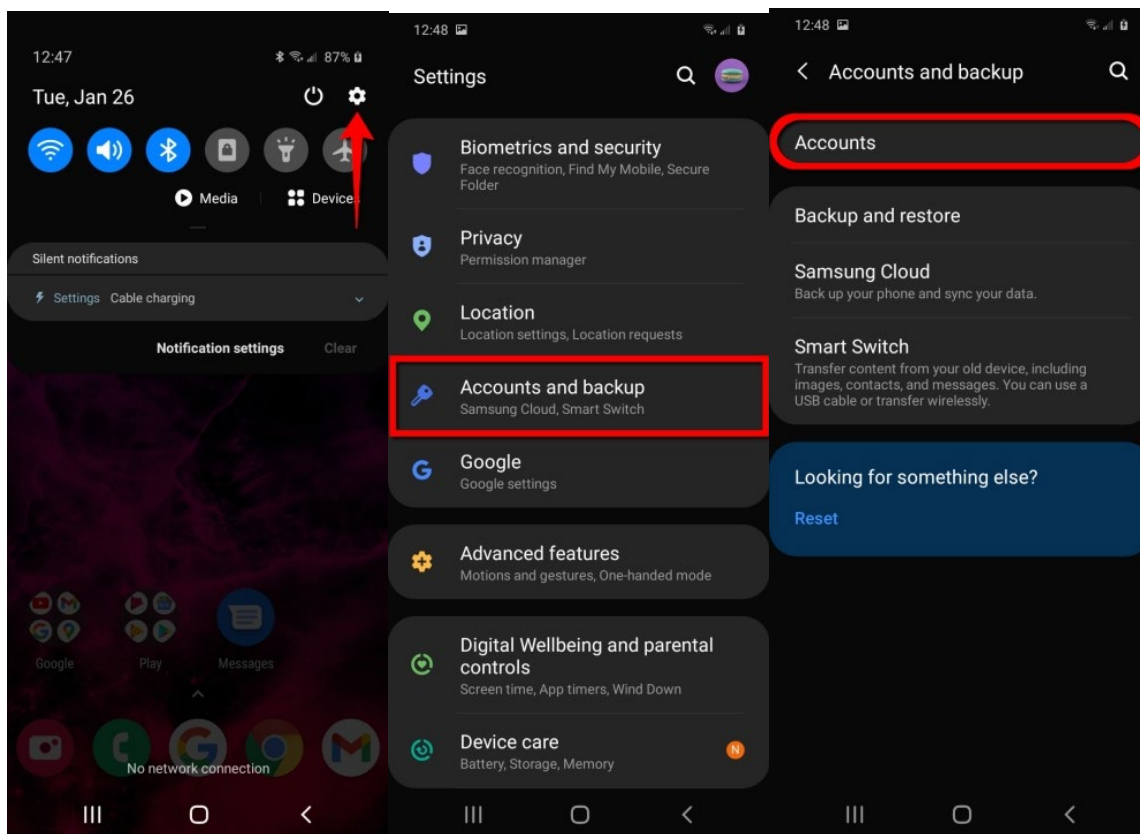 12:47
87%
Tue, Jan 26
Media
Devices
Silent notifications
Settings Cable charging
Notification settings Clear
Google Play Messages
No network connection
12:48
Settings
Biometrics and security
Face recognition, Find My Mobile, Secure
Folder
Privacy
Permission manager
Location
Location settings, Location requests
Accounts and backup
Samsung Cloud, Smart Switch
G
Google
Google settings
Advanced features
Motions and gestures, One-handed mode
Digital Wellbeing and parental
controls
Screen time, App timers, Wind Down
Device care
N
Battery, Storage, Memory
12:48
Accounts and backup
Accounts
Backup and restore
Samsung Cloud
Back up your phone and sync your data.
Smart Switch
Transfer content from your old device, including
images, contacts, and messages. You can use a
USB cable or transfer wirelessly.
Looking for something else?
Reset